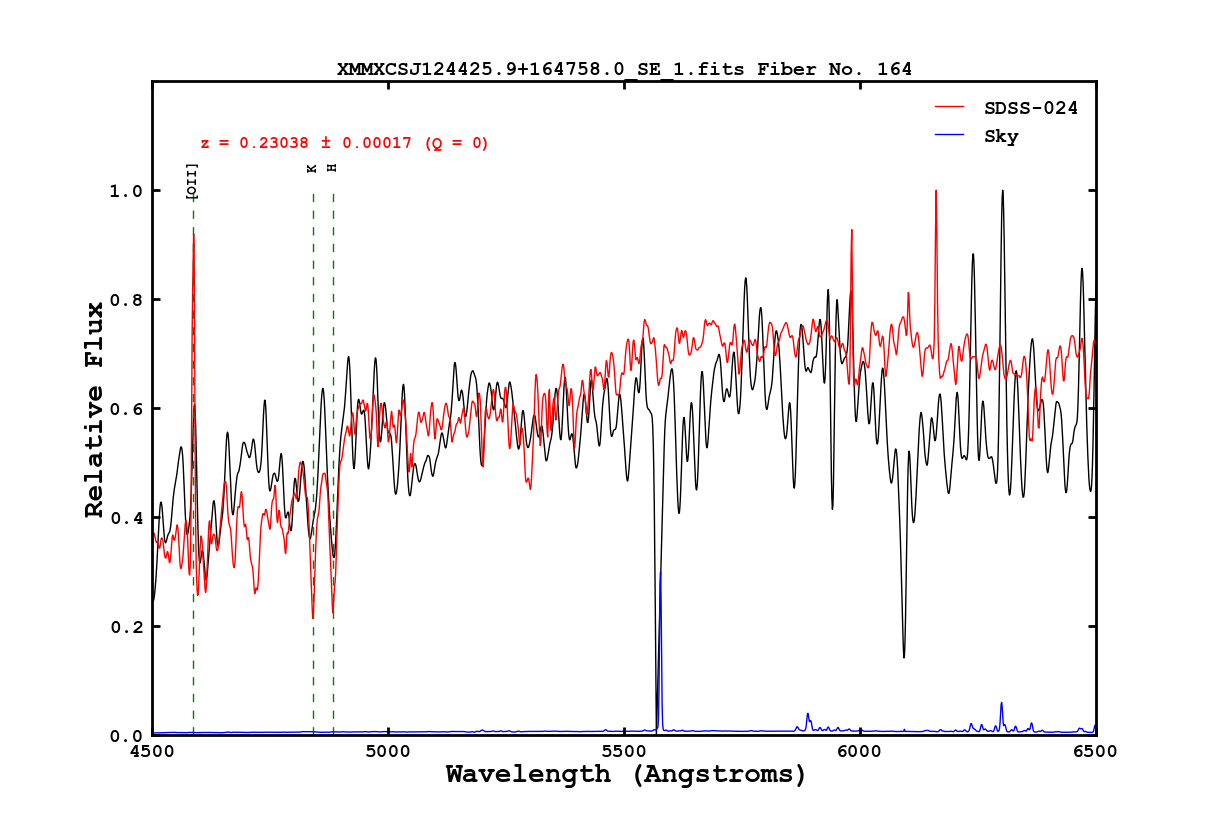 XMMXCSJ124425.9+164758.0_SE_1.fits Fiber No. 164
SDSS-024
Sky
z = 0.23038 ± 0.00017 (Q = 0)
[OII]
K
H
1.0
0.8
0.6
0.4
0.2
0.0
Relative Flux
4500
5000
5500
6000
6500
Wavelength (Angstroms)